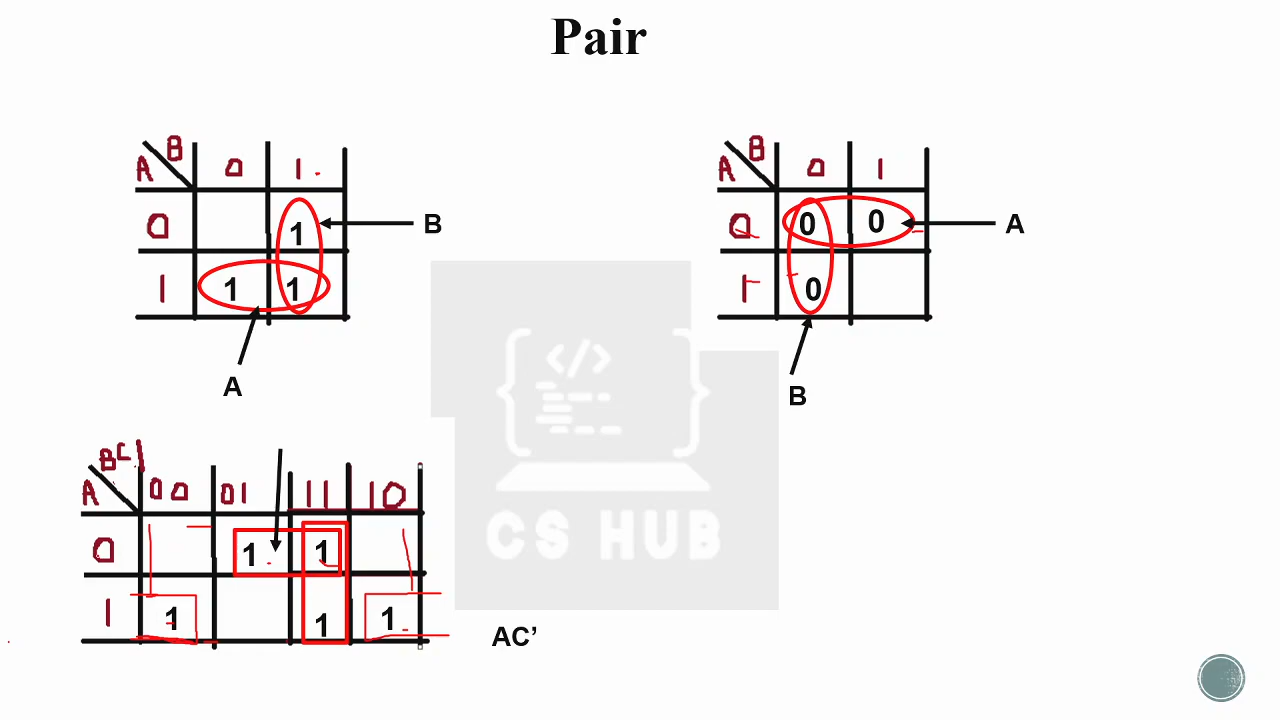 Pair
B
A 0 1
0 1 B
1 1 1
A
B
A 0 1
0 0 0 A
1 0
B
BC
A 00 01 11 10
0 1 1
1 1 1 1
AC’
</> CS HUB